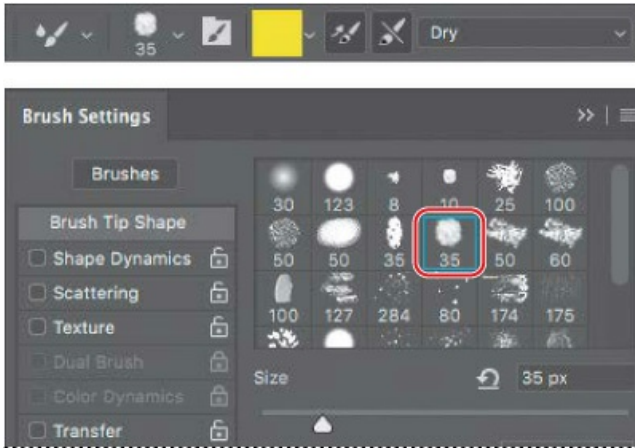 35
Dry
Brush Settings
Brushes
30 123 8 10 25 100
Brush Tip Shape
50 50 35 35 50 60
Shape Dynamics
Scattering
100 127 284 80 174 175
Texture
Dual Brush
Size 35 px
Color Dynamics
Transfer